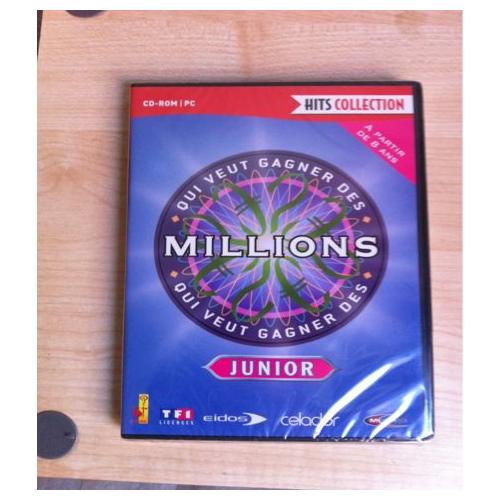 CD-ROM | PC
HITS COLLECTION
A PARTIR
DE 8 ANS
QUI VEUT GAGNER DES
MILLIONS
QUI VEUT GAGNER DES
JUNIOR
TF1
LICENCES
eidos
celador